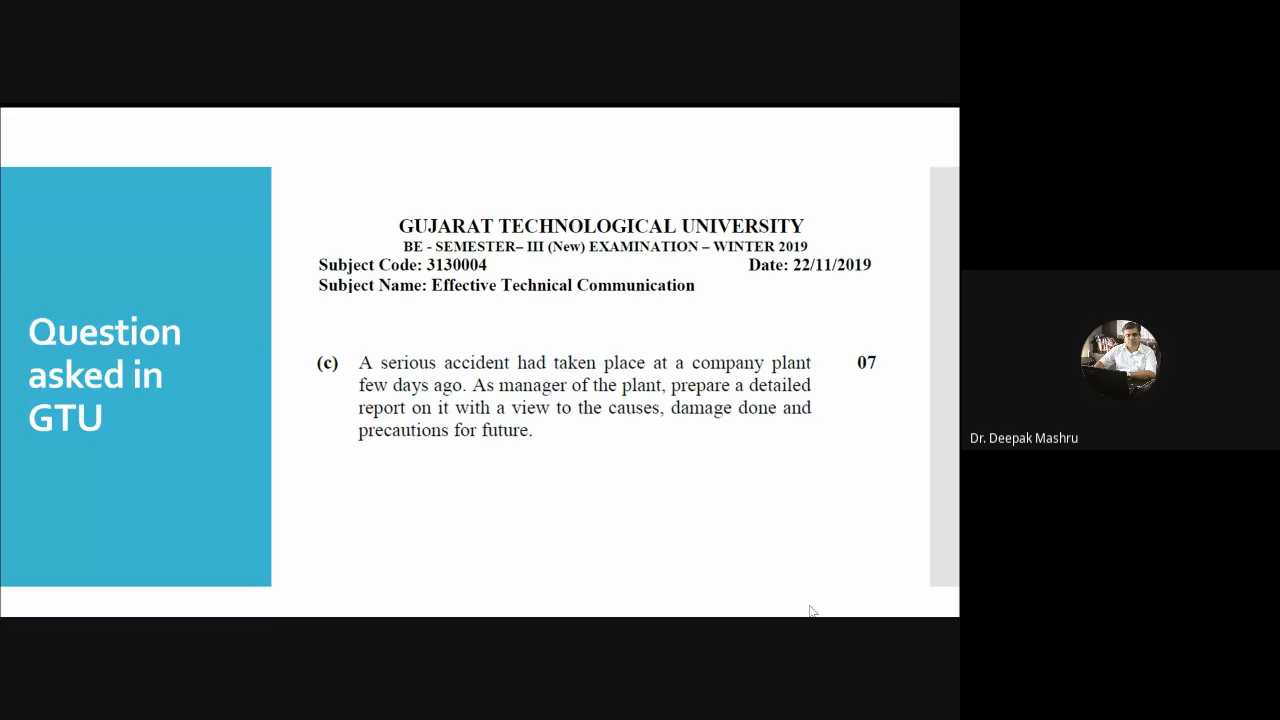 Question
asked in
GTU
GUJARAT TECHNOLOGICAL UNIVERSITY
BE - SEMESTER– III (New) EXAMINATION – WINTER 2019
Subject Code: 3130004 Date: 22/11/2019
Subject Name: Effective Technical Communication
(c) A serious accident had taken place at a company plant 07
few days ago. As manager of the plant, prepare a detailed
report on it with a view to the causes, damage done and
precautions for future.
Dr. Deepak Mashru